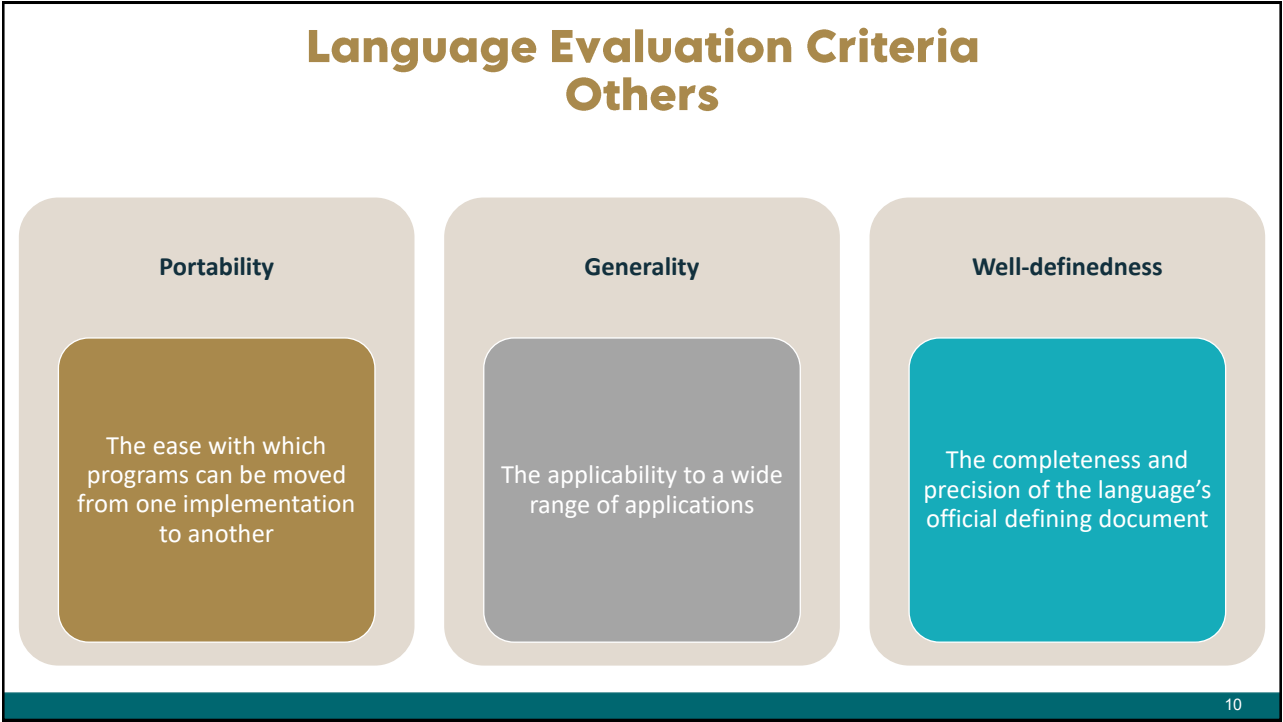 Language Evaluation Criteria
Others
Portability
The ease with which
programs can be moved
from one implementation
to another
Generality
The applicability to a wide
range of applications
Well-definedness
The completeness and
precision of the language’s
official defining document
10